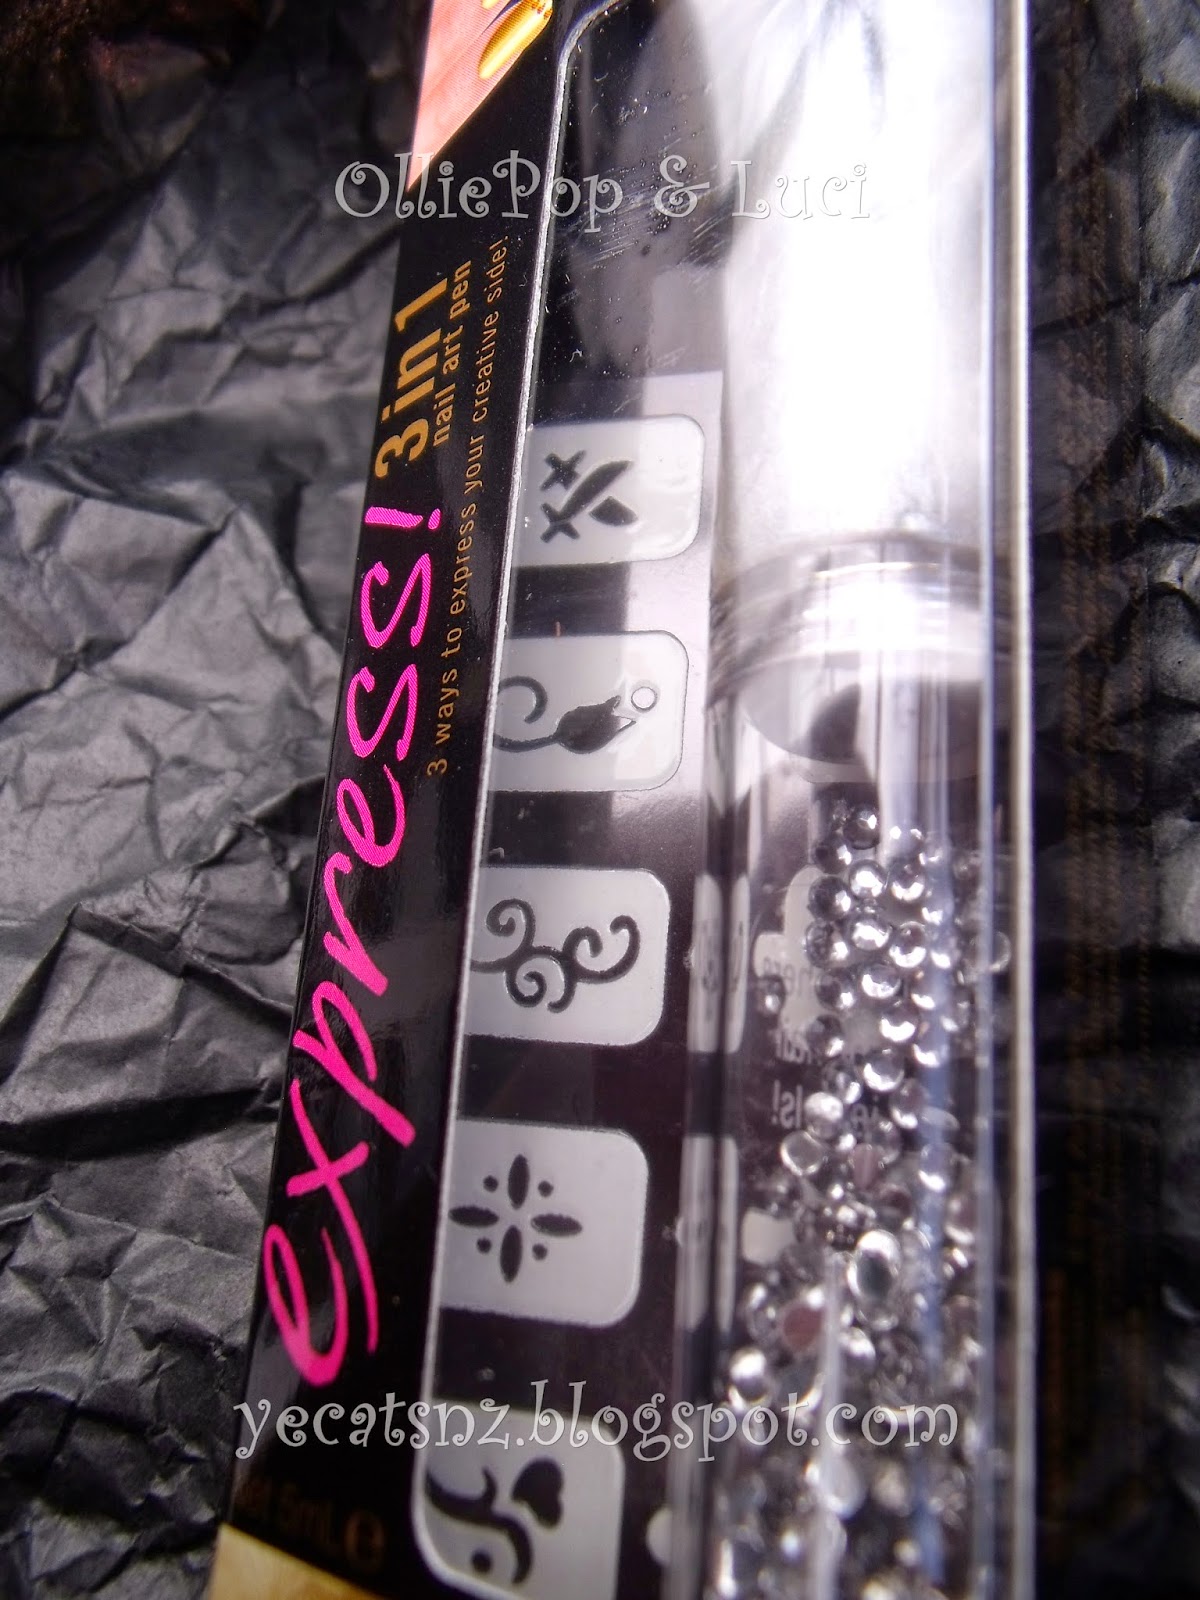 OlliePop & Luci
express! 3 in 1
nail art pen
3 ways to express your creative side!
yecatsnz.blogspot.com
5mL e